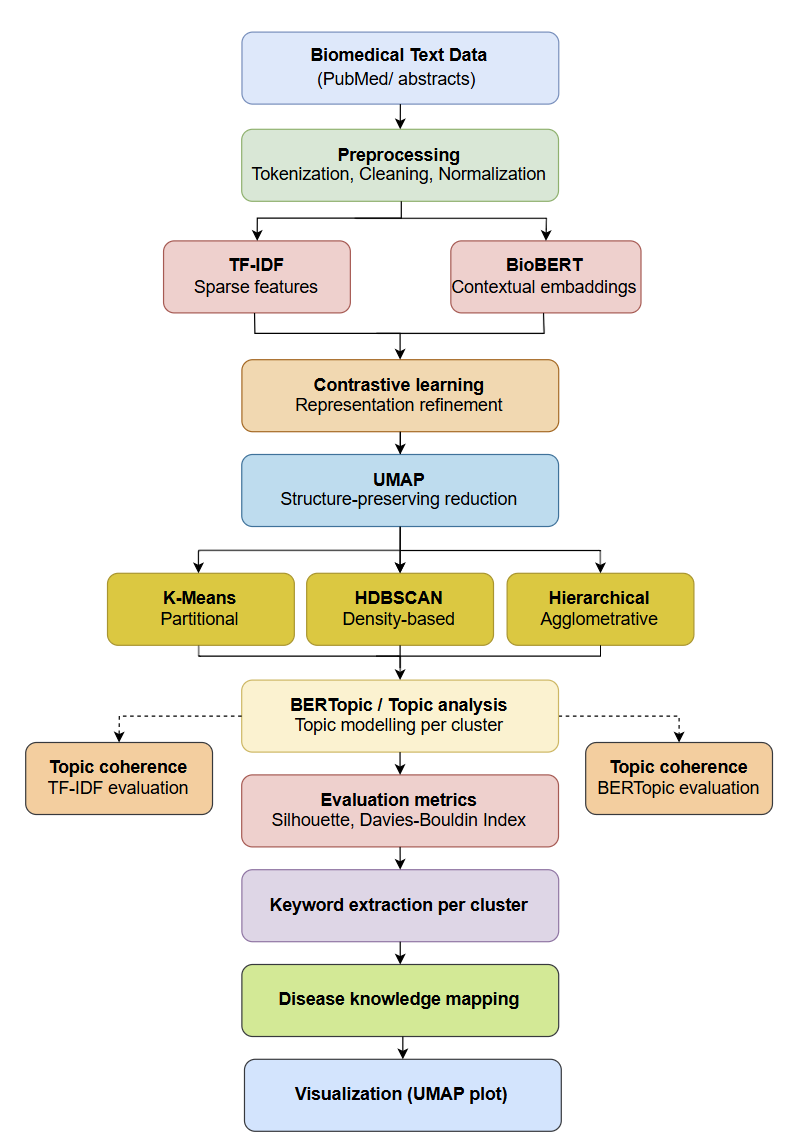 Biomedical Text Data
(PubMed/ abstracts)
Preprocessing
Tokenization, Cleaning, Normalization
TF-IDF
Sparse features
BioBERT
Contextual embaddings
Contrastive learning
Representation refinement
UMAP
Structure-preserving reduction
K-Means
Partitional
HDBSCAN
Density-based
Hierarchical
Agglometrative
BERTopic / Topic analysis
Topic modelling per cluster
Topic coherence
TF-IDF evaluation
Topic coherence
BERTopic evaluation
Evaluation metrics
Silhouette, Davies-Bouldin Index
Keyword extraction per cluster
Disease knowledge mapping
Visualization (UMAP plot)